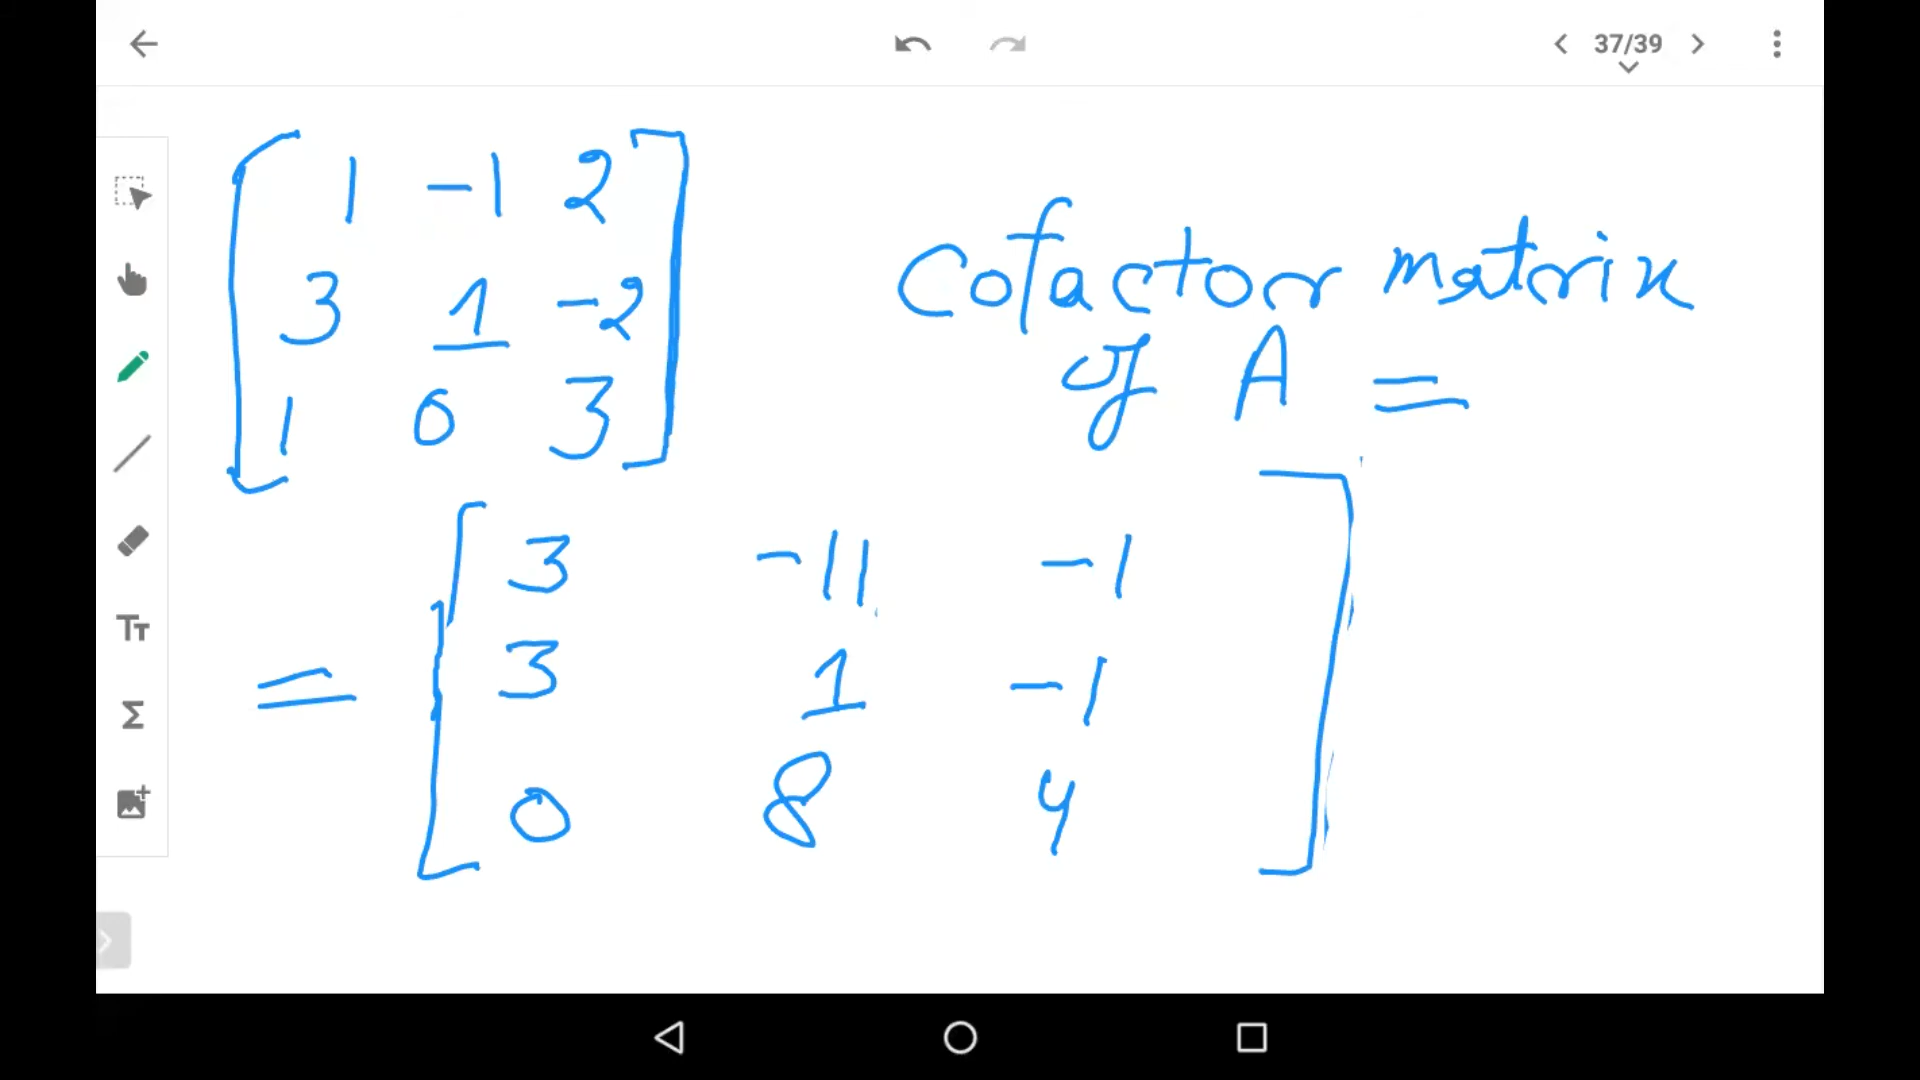 37/39
1 -1 2
3 1 -2
1 0 3
Cofactor matrix
of A =
= 3 -11 -1
3 1 -1
0 8 4
Tт
Σ